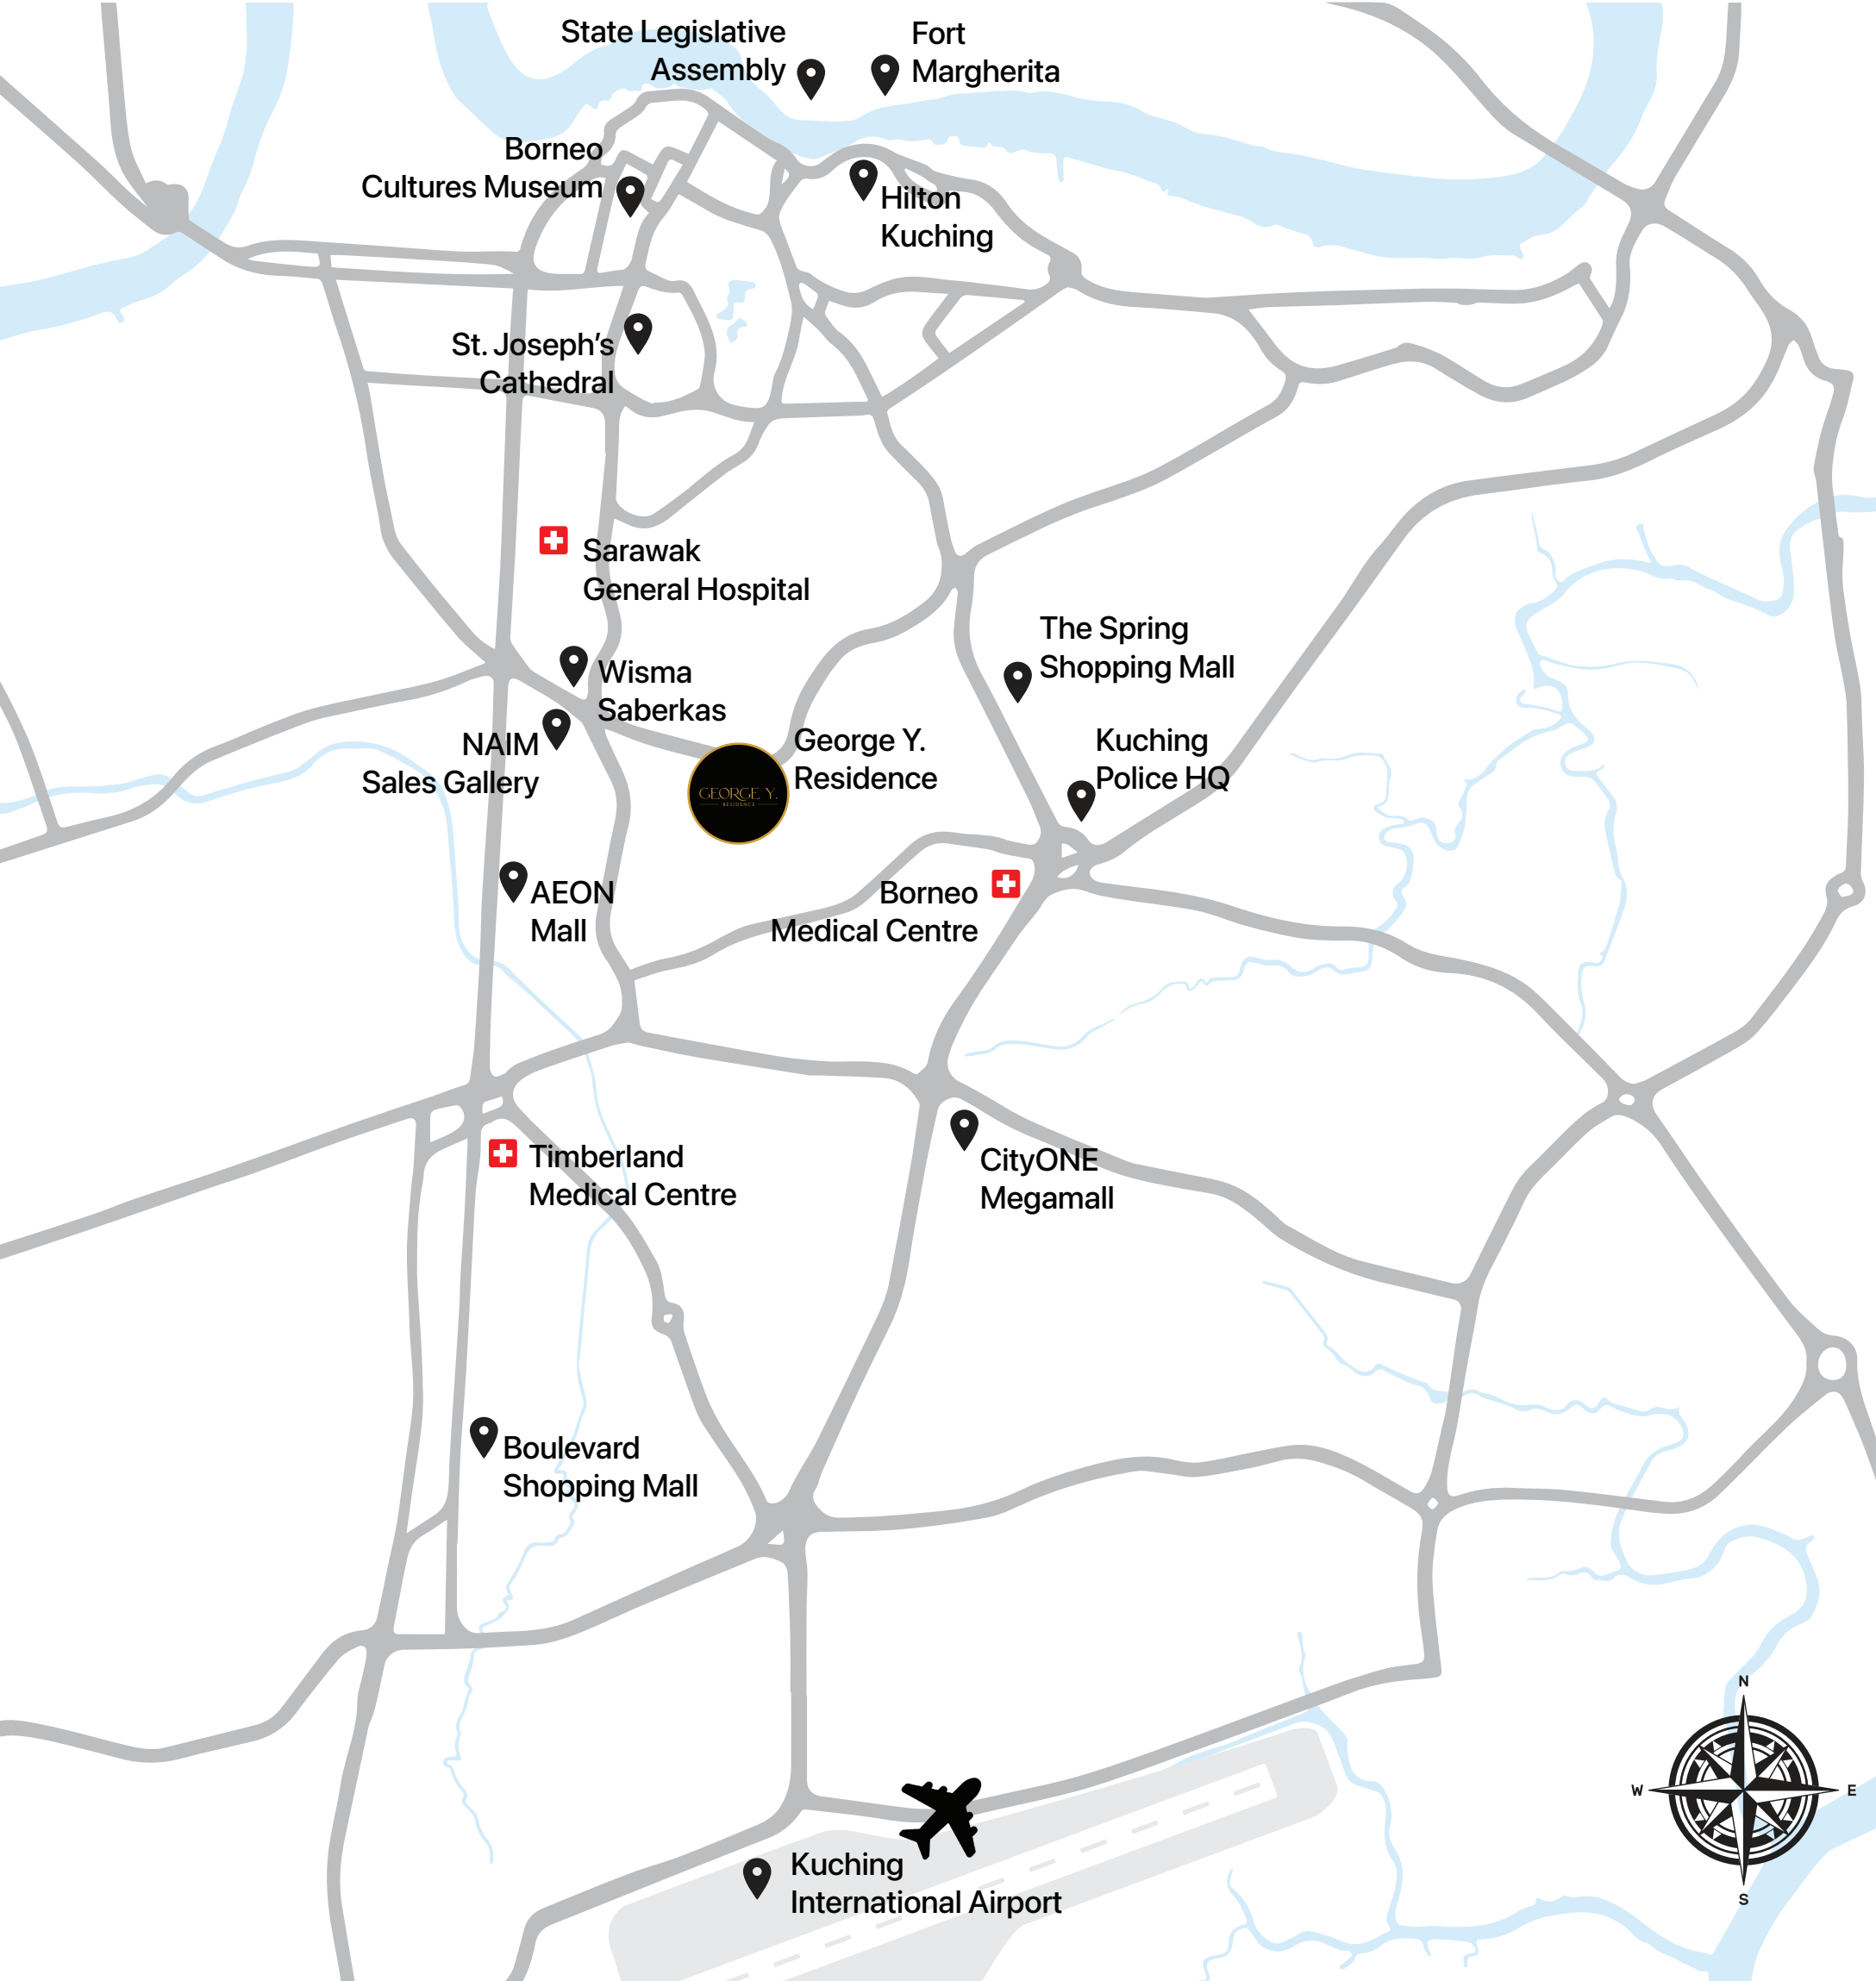 State Legislative
Assembly
Fort
Margherita
Borneo
Cultures Museum
Hilton
Kuching
St. Joseph's
Cathedral
Sarawak
General Hospital
The Spring
Shopping Mall
Wisma
Saberkas
NAIM
Sales Gallery
George Y.
Residence
GEORGE Y.
RESIDENCE
Kuching
Police HQ
AEON
Mall
Borneo
Medical Centre
Timberland
Medical Centre
CityONE
Megamall
Boulevard
Shopping Mall
N
W
E
S
Kuching
International Airport